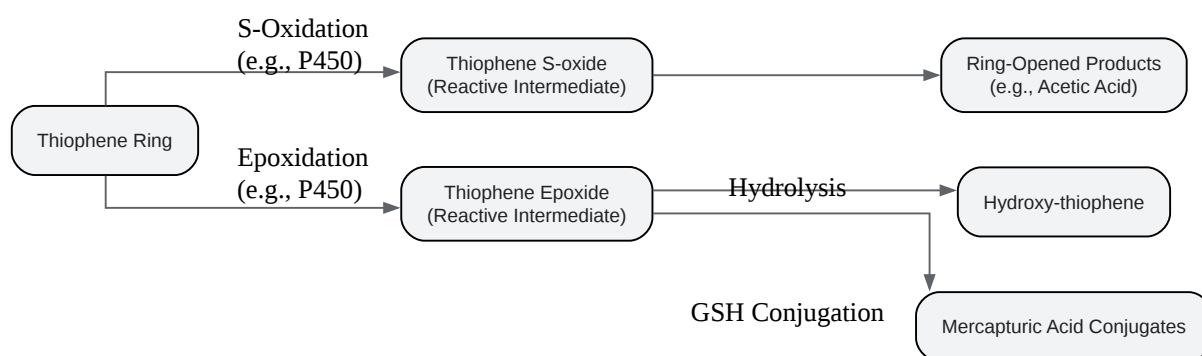 S-Oxidation
(e.g., P450)
Thiophene S-oxide
(Reactive Intermediate)
Ring-Opened Products
(e.g., Acetic Acid)
Thiophene Ring
Epoxidation
(e.g., P450)
Thiophene Epoxide
(Reactive Intermediate)
Hydrolysis
Hydroxy-thiophene
GSH Conjugation
Mercapturic Acid Conjugates